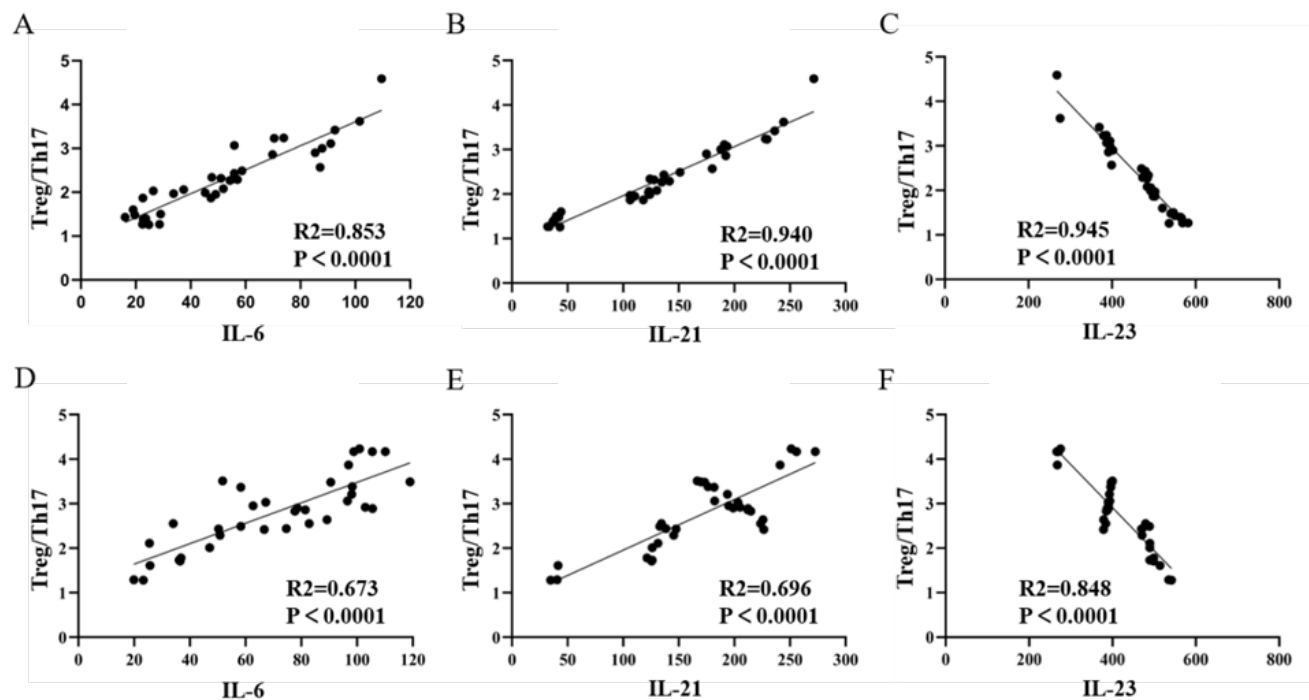 A
B
C
Treg/Th17
5
4
3
2
1
0
0 20 40 60 80 100 120
IL-6
R2=0.853
P < 0.0001
Treg/Th17
5
4
3
2
1
0
0 50 100 150 200 250 300
IL-21
R2=0.940
P < 0.0001
Treg/Th17
5
4
3
2
1
0
0 200 400 600 800
IL-23
R2=0.945
P < 0.0001
D
E
F
Treg/Th17
5
4
3
2
1
0
0 20 40 60 80 100 120
IL-6
R2=0.673
P < 0.0001
Treg/Th17
5
4
3
2
1
0
0 50 100 150 200 250 300
IL-21
R2=0.696
P < 0.0001
Treg/Th17
5
4
3
2
1
0
0 200 400 600 800
IL-23
R2=0.848
P < 0.0001